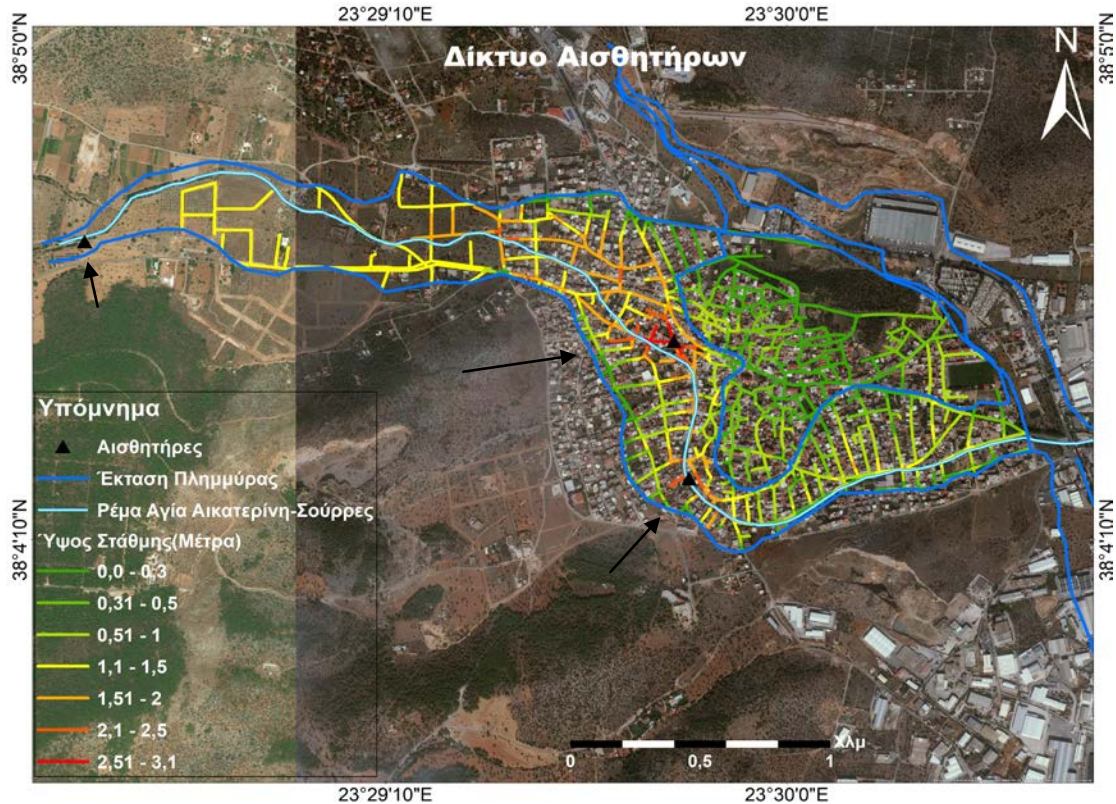 23°29'10"E
23°30'0"E
38°5'0"N
38°5'0"N
Δίκτυο Αισθητήρων
N
Υπόμνημα
Αισθητήρες
Έκταση Πλημμύρας
Ρέμα Αγία Αικατερίνη-Σούρρες
Ύψος Στάθμης(Μέτρα)
0,0 - 0,3
0,31 - 0,5
0,51 - 1
1,1 - 1,5
1,51 - 2
2,1 - 2,5
2,51 - 3,1
38°4'10"N
38°4'10"N
Χλμ
0 0,5 1
23°29'10"E
23°30'0"E